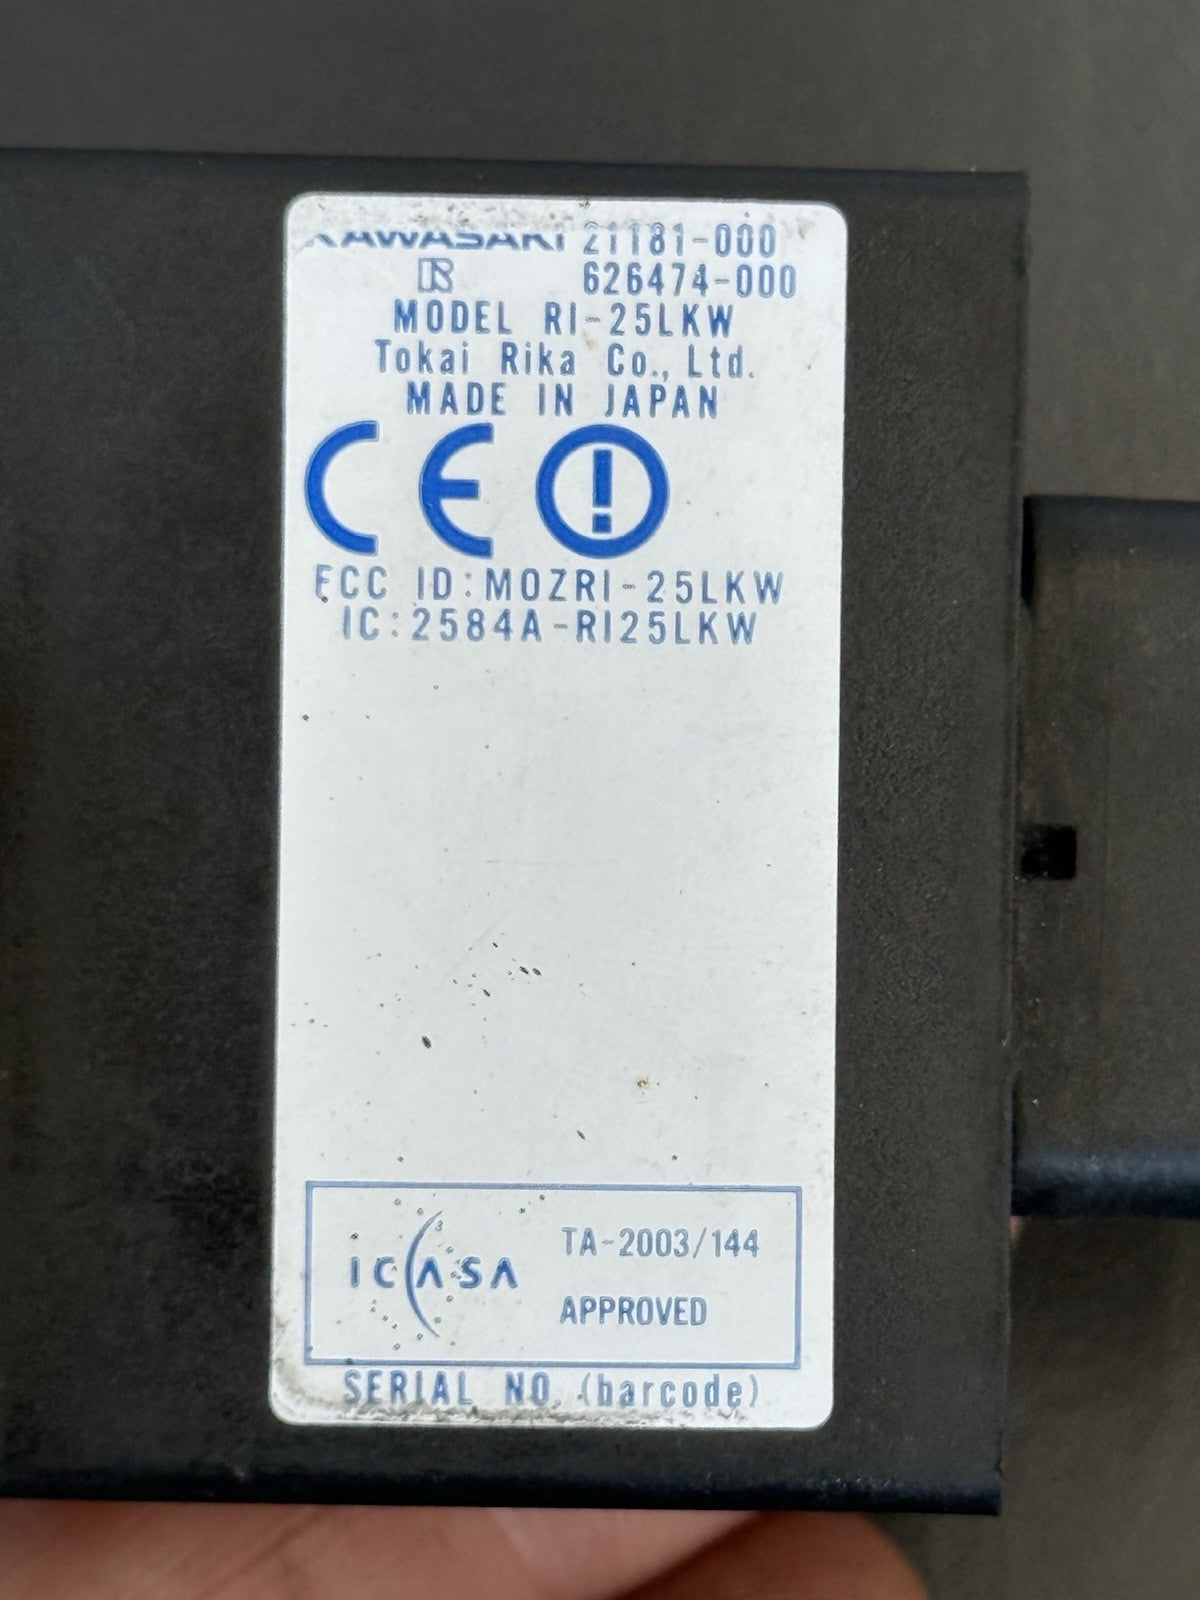 KAWASAKI 21181-000
R 626474-000
MODEL RI-25LKW
Tokai Rika Co., Ltd.
MADE IN JAPAN
CE
FCC ID:MOZRI-25LKW
IC:2584A-RI25LKW
ICASA TA-2003/144
APPROVED
SERIAL NO. (barcode)